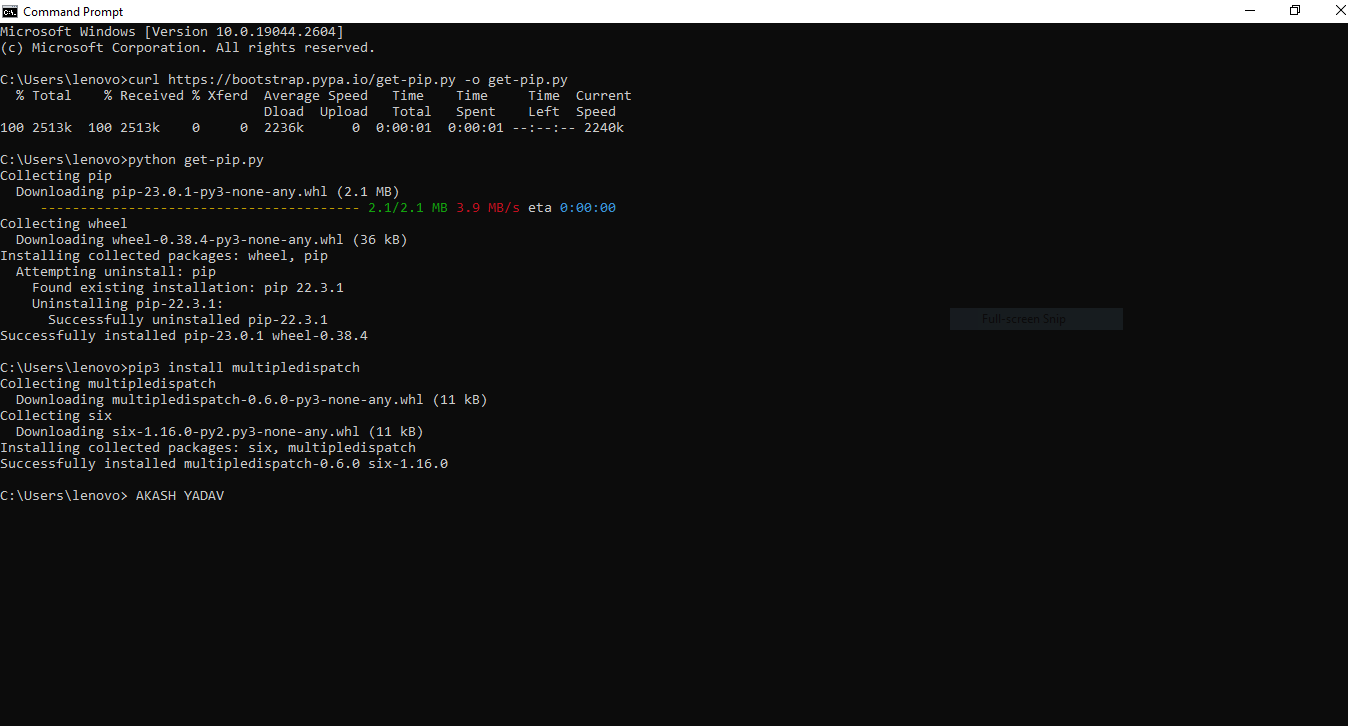 Command Prompt
Microsoft Windows [Version 10.0.19044.2604]
(c) Microsoft Corporation. All rights reserved.
C:\Users\lenovo>curl https://bootstrap.pypa.io/get-pip.py -o get-pip.py
  % Total    % Received % Xferd  Average Speed   Time    Time     Time  Current
                                 Dload  Upload   Total   Spent    Left  Speed
100 2513k  100 2513k    0     0  2236k      0  0:00:01  0:00:01 --:--:-- 2240k
C:\Users\lenovo>python get-pip.py
Collecting pip
  Downloading pip-23.0.1-py3-none-any.whl (2.1 MB)
     ---------------------------------------- 2.1/2.1 MB 3.9 MB/s eta 0:00:00
Collecting wheel
  Downloading wheel-0.38.4-py3-none-any.whl (36 kB)
Installing collected packages: wheel, pip
  Attempting uninstall: pip
    Found existing installation: pip 22.3.1
    Uninstalling pip-22.3.1:
      Successfully uninstalled pip-22.3.1
Full-screen Snip
Successfully installed pip-23.0.1 wheel-0.38.4
C:\Users\lenovo>pip3 install multipledispatch
Collecting multipledispatch
  Downloading multipledispatch-0.6.0-py3-none-any.whl (11 kB)
Collecting six
  Downloading six-1.16.0-py2.py3-none-any.whl (11 kB)
Installing collected packages: six, multipledispatch
Successfully installed multipledispatch-0.6.0 six-1.16.0
C:\Users\lenovo> AKASH YADAV